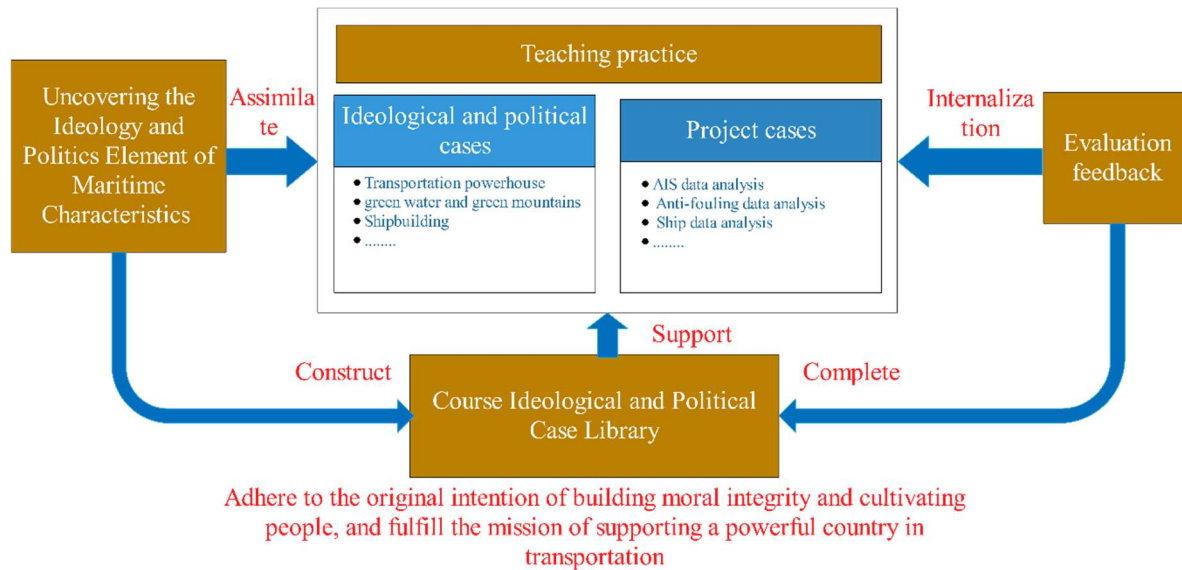 Teaching practice
Uncovering the
Ideology and
Politics Element of
Maritime
Characteristics
Assimila
te
Ideological and political
cases
Transportation powerhouse
green water and green mountains
Shipbuilding
........
Project cases
AIS data analysis
Anti-fouling data analysis
Ship data analysis
........
Internaliza
tion
Evaluation
feedback
Support
Construct
Complete
Course Ideological and Political
Case Library
Adhere to the original intention of building moral integrity and cultivating
people, and fulfill the mission of supporting a powerful country in
transportation